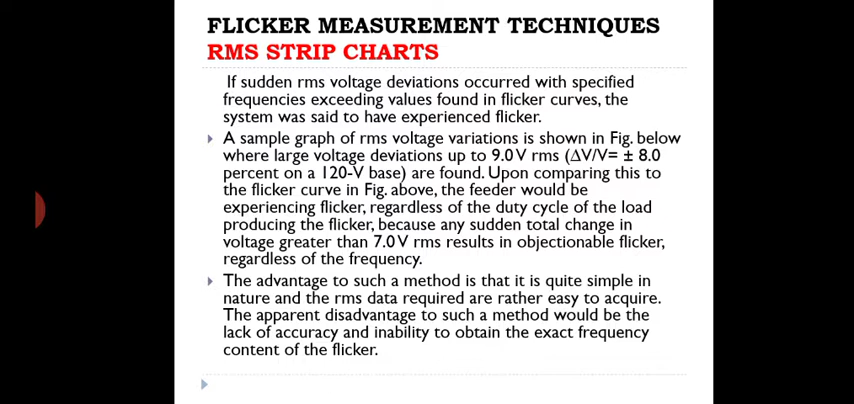 FLICKER MEASUREMENT TECHNIQUES
RMS STRIP CHARTS
If sudden rms voltage deviations occurred with specified
frequencies exceeding values found in flicker curves, the
system was said to have experienced flicker.
A sample graph of rms voltage variations is shown in Fig. below
where large voltage deviations up to 9.0 V rms (∆V/V= ± 8.0
percent on a 120-V base) are found. Upon comparing this to
the flicker curve in Fig. above, the feeder would be
experiencing flicker, regardless of the duty cycle of the load
producing the flicker, because any sudden total change in
voltage greater than 7.0 V rms results in objectionable flicker,
regardless of the frequency.
The advantage to such a method is that it is quite simple in
nature and the rms data required are rather easy to acquire.
The apparent disadvantage to such a method would be the
lack of accuracy and inability to obtain the exact frequency
content of the flicker.